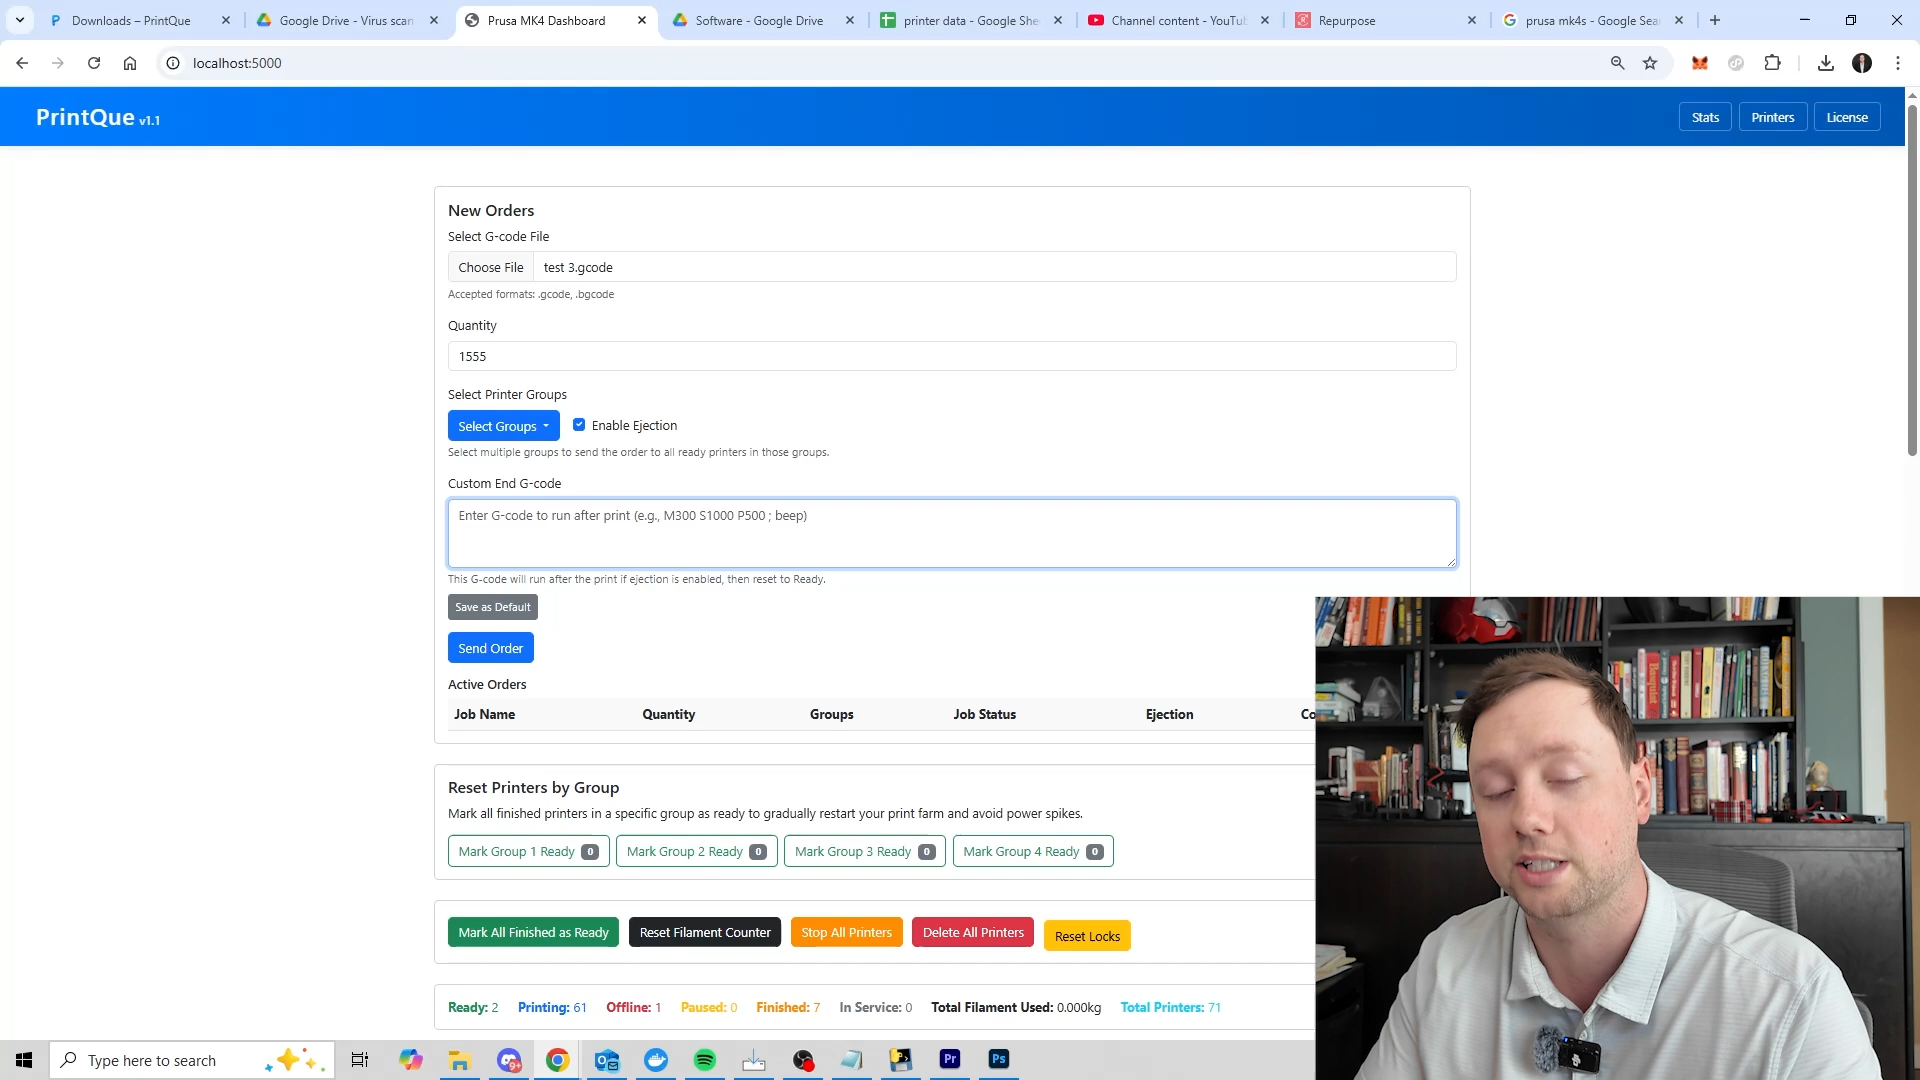 Downloads – PrintQue
Google Drive - Virus scan
Prusa MK4 Dashboard
Software - Google Drive
printer data - Google She
Channel content - YouTu
Repurpose
prusa mk4s - Google Sea
localhost:5000
PrintQue v1.1
Stats
Printers
License
New Orders
Select G-code File
Choose File
test 3.gcode
Accepted formats: .gcode, .bgcode
Quantity
1555
Select Printer Groups
Select Groups
Enable Ejection
Select multiple groups to send the order to all ready printers in those groups.
Custom End G-code
Enter G-code to run after print (e.g., M300 S1000 P500 ; beep)
This G-code will run after the print if ejection is enabled, then reset to Ready.
Save as Default
Send Order
Active Orders
Job Name Quantity Groups Job Status Ejection Co
Reset Printers by Group
Mark all finished printers in a specific group as ready to gradually restart your print farm and avoid power spikes.
Mark Group 1 Ready 0
Mark Group 2 Ready 0
Mark Group 3 Ready 0
Mark Group 4 Ready 0
Mark All Finished as Ready
Reset Filament Counter
Stop All Printers
Delete All Printers
Reset Locks
Ready: 2 Printing: 61 Offline: 1 Paused: 0 Finished: 7 In Service: 0 Total Filament Used: 0.000kg Total Printers: 71
Type here to search
Pr
Ps